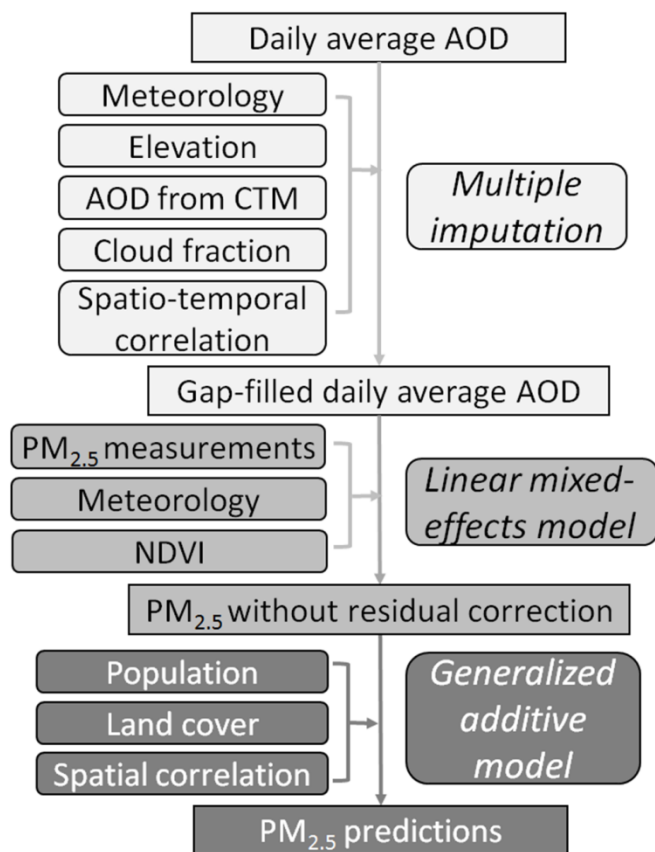 Daily average AOD
Meteorology
Elevation
AOD from CTM
Cloud fraction
Spatio-temporal
correlation
Multiple
imputation
Gap-filled daily average AOD
PM2.5 measurements
Meteorology
NDVI
Linear mixed-
effects model
PM2.5 without residual correction
Population
Land cover
Spatial correlation
Generalized
additive
model
PM2.5 predictions